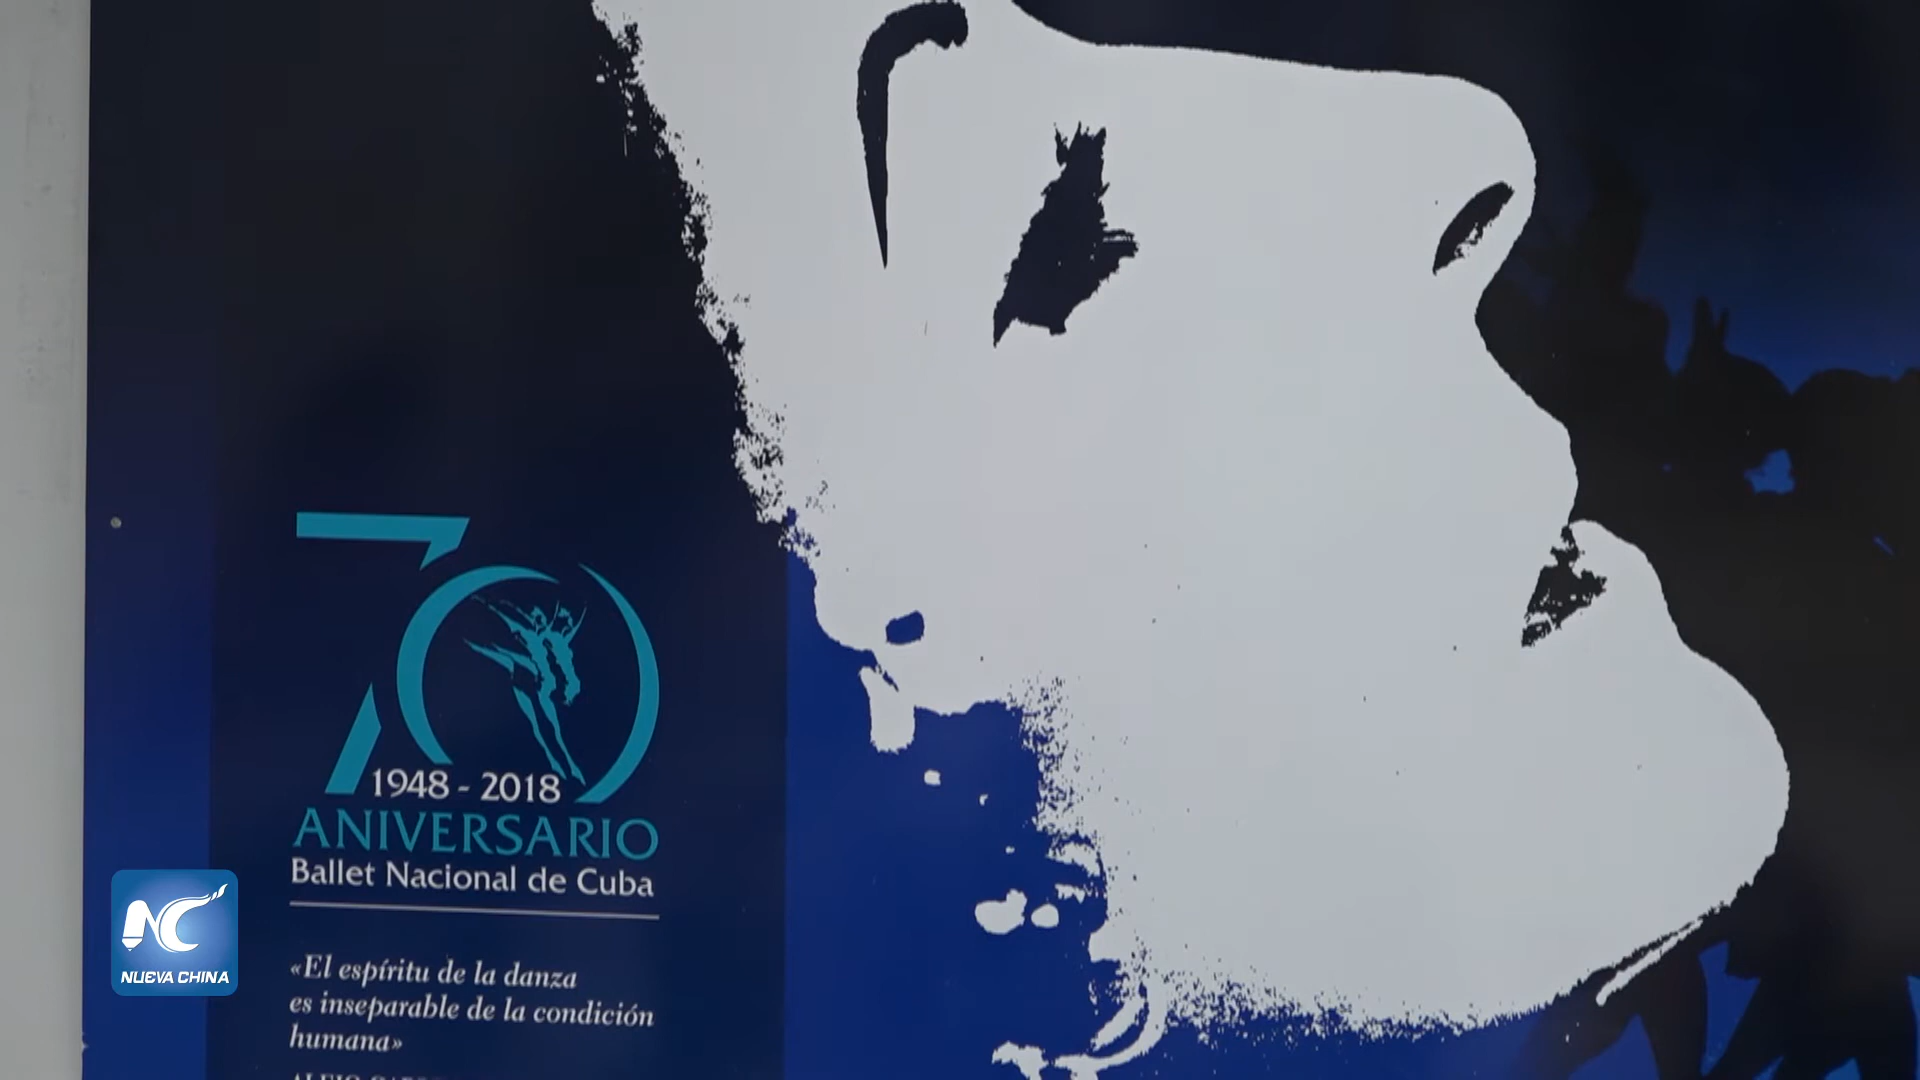 70
1948 - 2018
ANIVERSARIO
Ballet Nacional de Cuba
«El espíritu de la danza
es inseparable de la condición
humana»
NC
NUEVA CHINA